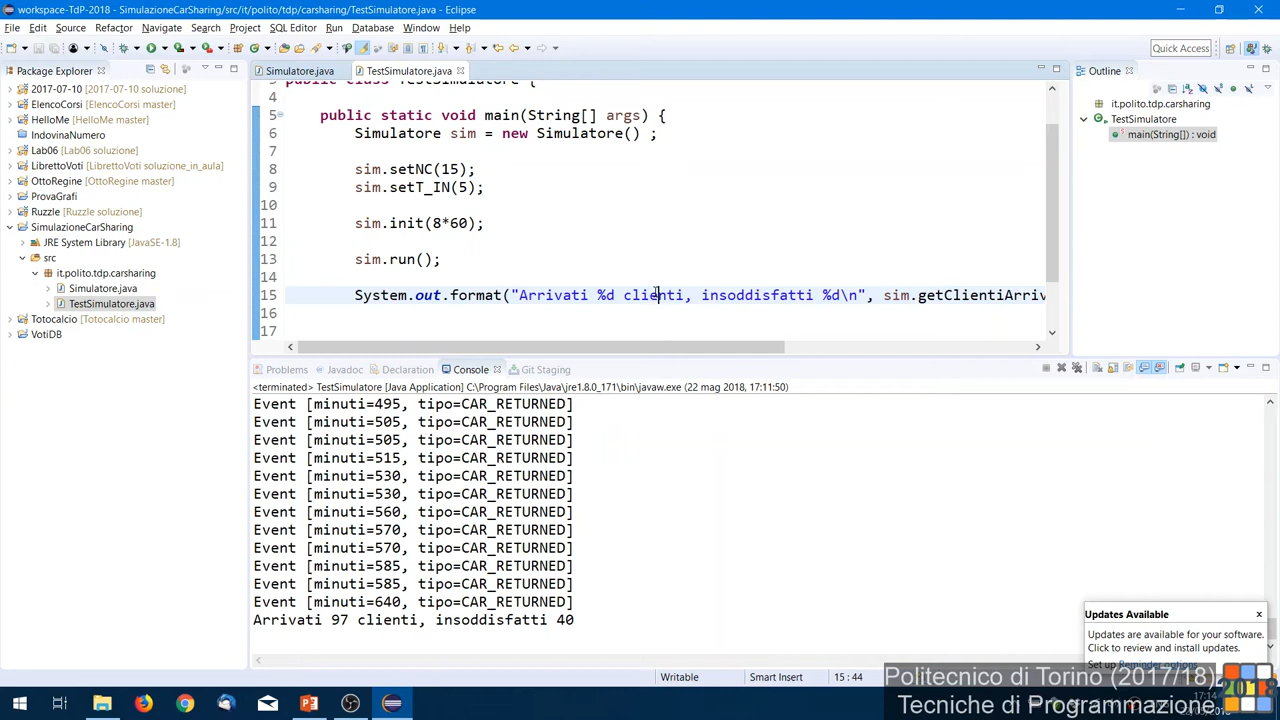 workspace-TdP-2018 - SimulazioneCarSharing/src/it/polito/tdp/carsharing/TestSimulatore.java - Eclipse
File Edit Source Refactor Navigate Search Project SQL Editor Run Database Window Help
Quick Access
Package Explorer
2017-07-10 [2017-07-10 soluzione]
ElencoCorsi [ElencoCorsi master]
HelloMe [HelloMe master]
IndovinaNumero
Lab06 [Lab06 soluzione]
LibrettoVoti [LibrettoVoti soluzione_in_aula]
OttoRegine [OttoRegine master]
ProvaGrafi
Ruzzle [Ruzzle soluzione]
SimulazioneCarSharing
JRE System Library [JavaSE-1.8]
src
it.polito.tdp.carsharing
Simulatore.java
TestSimulatore.java
Totocalcio [Totocalcio master]
VotiDB
Simulatore.java TestSimulatore.java
3 public class TestSimulatore {
4
5 public static void main(String[] args) {
6 Simulatore sim = new Simulatore() ;
7
8 sim.setNC(15);
9 sim.setT_IN(5);
10
11 sim.init(8*60);
12
13 sim.run();
14
15 System.out.format("Arrivati %d clienti, insoddisfatti %d\n", sim.getClientiArriv
16
17
Outline
it.polito.tdp.carsharing
TestSimulatore
main(String[]) : void
Problems Javadoc Declaration Console Git Staging
<terminated> TestSimulatore [Java Application] C:\Program Files\Java\jre1.8.0_171\bin\javaw.exe (22 mag 2018, 17:11:50)
Event [minuti=495, tipo=CAR_RETURNED]
Event [minuti=505, tipo=CAR_RETURNED]
Event [minuti=505, tipo=CAR_RETURNED]
Event [minuti=515, tipo=CAR_RETURNED]
Event [minuti=530, tipo=CAR_RETURNED]
Event [minuti=530, tipo=CAR_RETURNED]
Event [minuti=560, tipo=CAR_RETURNED]
Event [minuti=570, tipo=CAR_RETURNED]
Event [minuti=570, tipo=CAR_RETURNED]
Event [minuti=585, tipo=CAR_RETURNED]
Event [minuti=585, tipo=CAR_RETURNED]
Event [minuti=640, tipo=CAR_RETURNED]
Arrivati 97 clienti, insoddisfatti 40
Updates Available
Updates are available for your software.
Click to review and install updates.
Set up Reminder options
Writable Smart Insert 15 : 44
Politecnico di Torino (2017/18)
Tecniche di Programmazione
2018
17:14